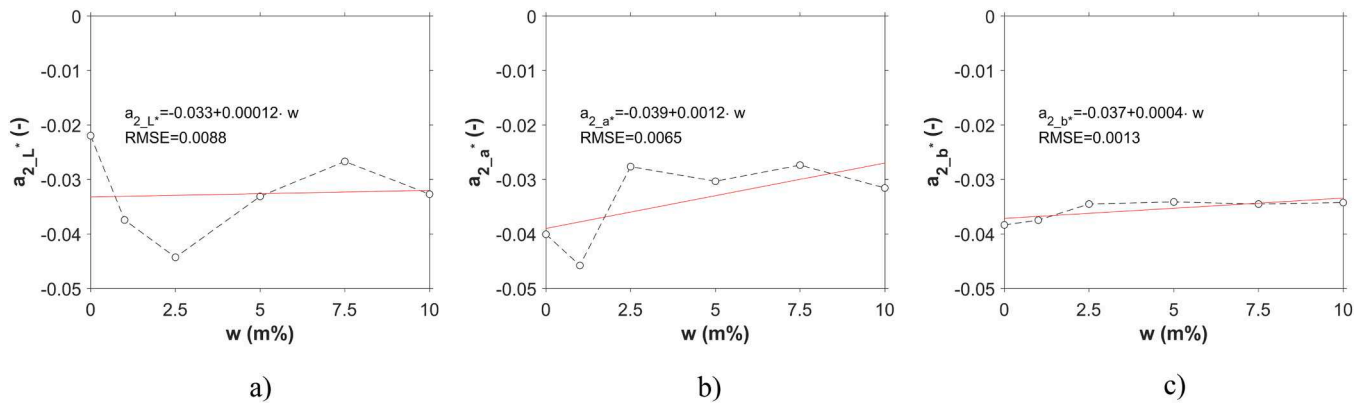 0
-0.01
-0.02
-0.03
-0.04
-0.05
a2_L* (-)
a2_L*=-0.033+0.00012· w
RMSE=0.0088
0 2.5 5 7.5 10
w (m%)
a)
0
-0.01
-0.02
-0.03
-0.04
-0.05
a2_a* (-)
a2_a*=-0.039+0.0012· w
RMSE=0.0065
0 2.5 5 7.5 10
w (m%)
b)
0
-0.01
-0.02
-0.03
-0.04
-0.05
a2_b* (-)
a2_b*=-0.037+0.0004· w
RMSE=0.0013
0 2.5 5 7.5 10
w (m%)
c)